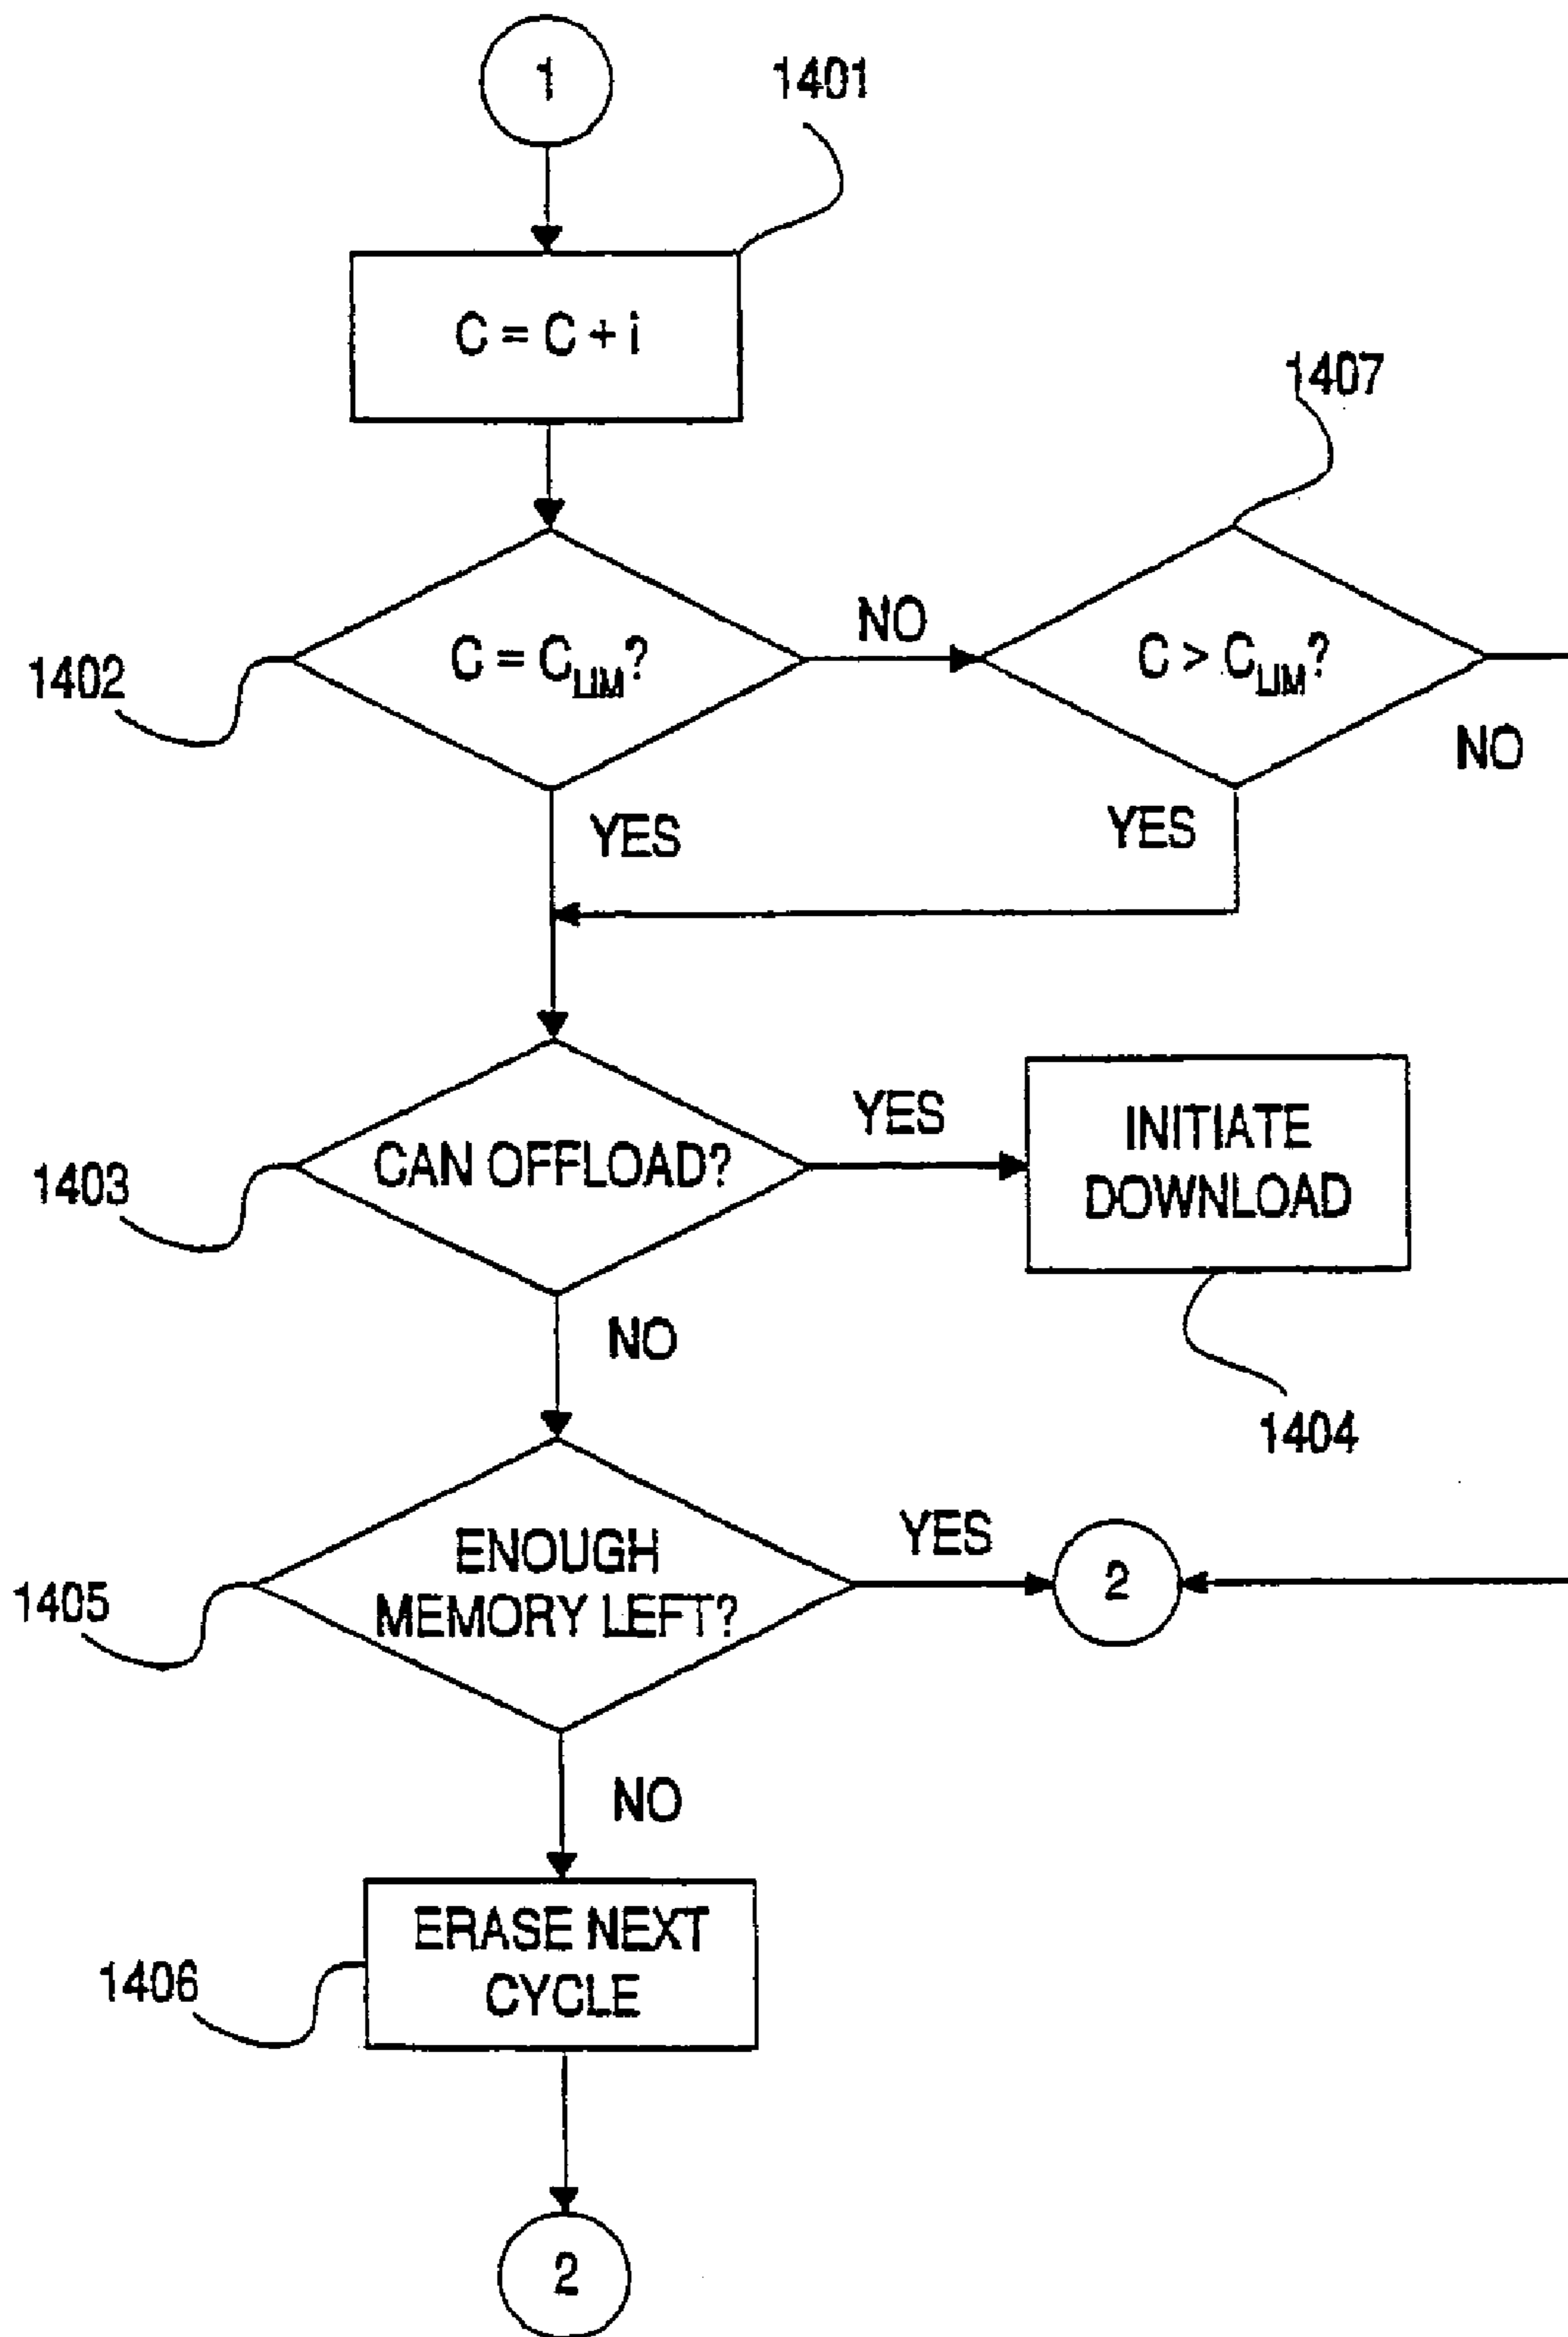 1
1401
C = C + i
1407
C = C_LIM?
NO
C > C_LIM?
1402
NO
YES
YES
CAN OFFLOAD?
YES
INITIATE
DOWNLOAD
1403
NO
1404
ENOUGH
MEMORY LEFT?
YES
2
1405
NO
ERASE NEXT
CYCLE
1406
2